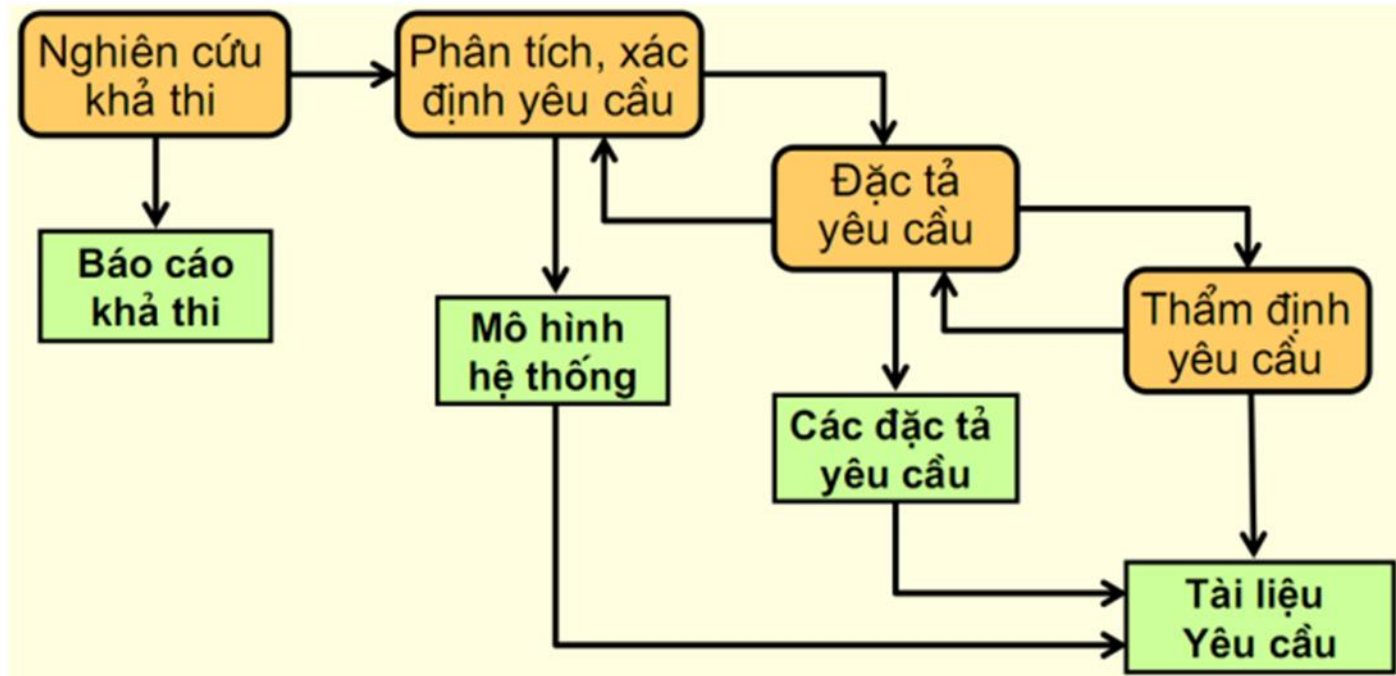 Nghiên cứu
khả thi
Phân tích, xác
định yêu cầu
Đặc tả
yêu cầu
Thẩm định
yêu cầu
Báo cáo
khả thi
Mô hình
hệ thống
Các đặc tả
yêu cầu
Tài liệu
Yêu cầu